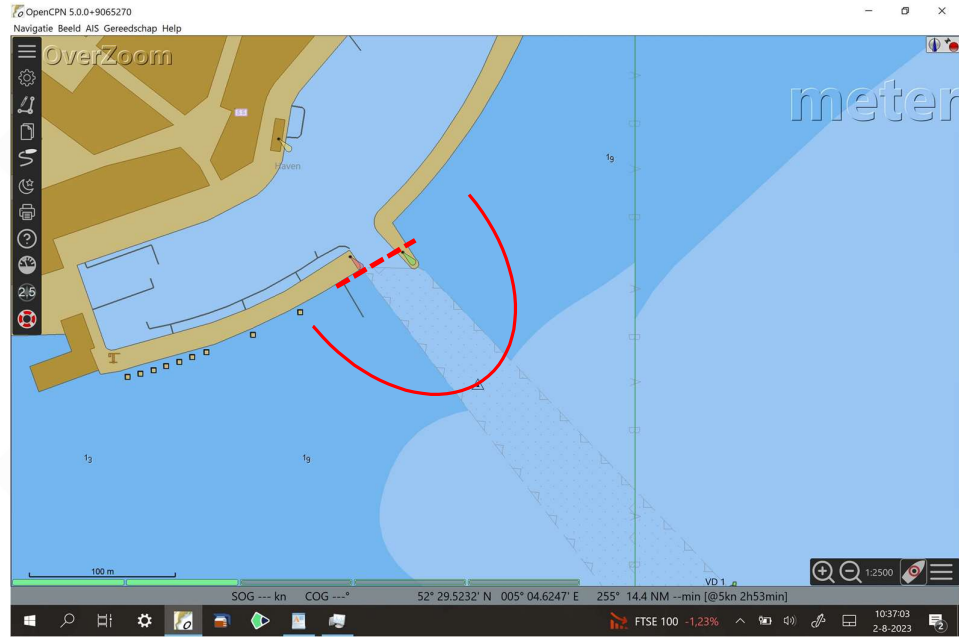 OpenCPN 5.0.0+9065270
Navigatie Beeld AIS Gereedschap Help
OverZoom
meter
Haven
19
13
19
100 m
VD 1
1:2500
SOG --- kn COG ---° 52° 29.5232' N 005° 04.6247' E 255° 14.4 NM --min [@5kn 2h53min]
FTSE 100 -1,23%
10:37:03
2-8-2023
2